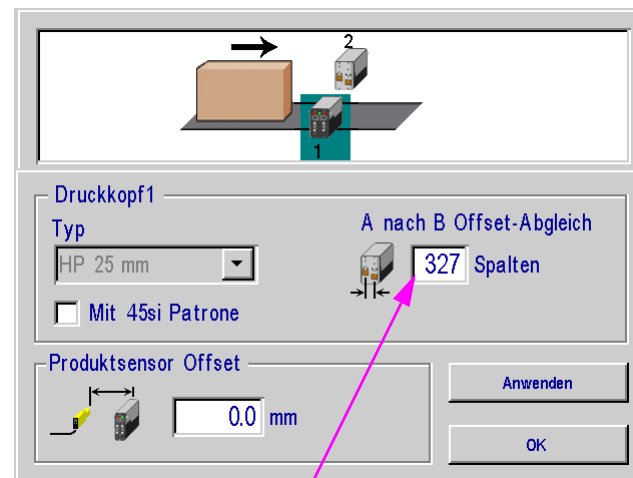 2
1
Druckkopf1
Typ
A nach B Offset-Abgleich
HP 25 mm
327 Spalten
Mit 45si Patrone
Produktsensor Offset
0.0 mm
Anwenden
OK